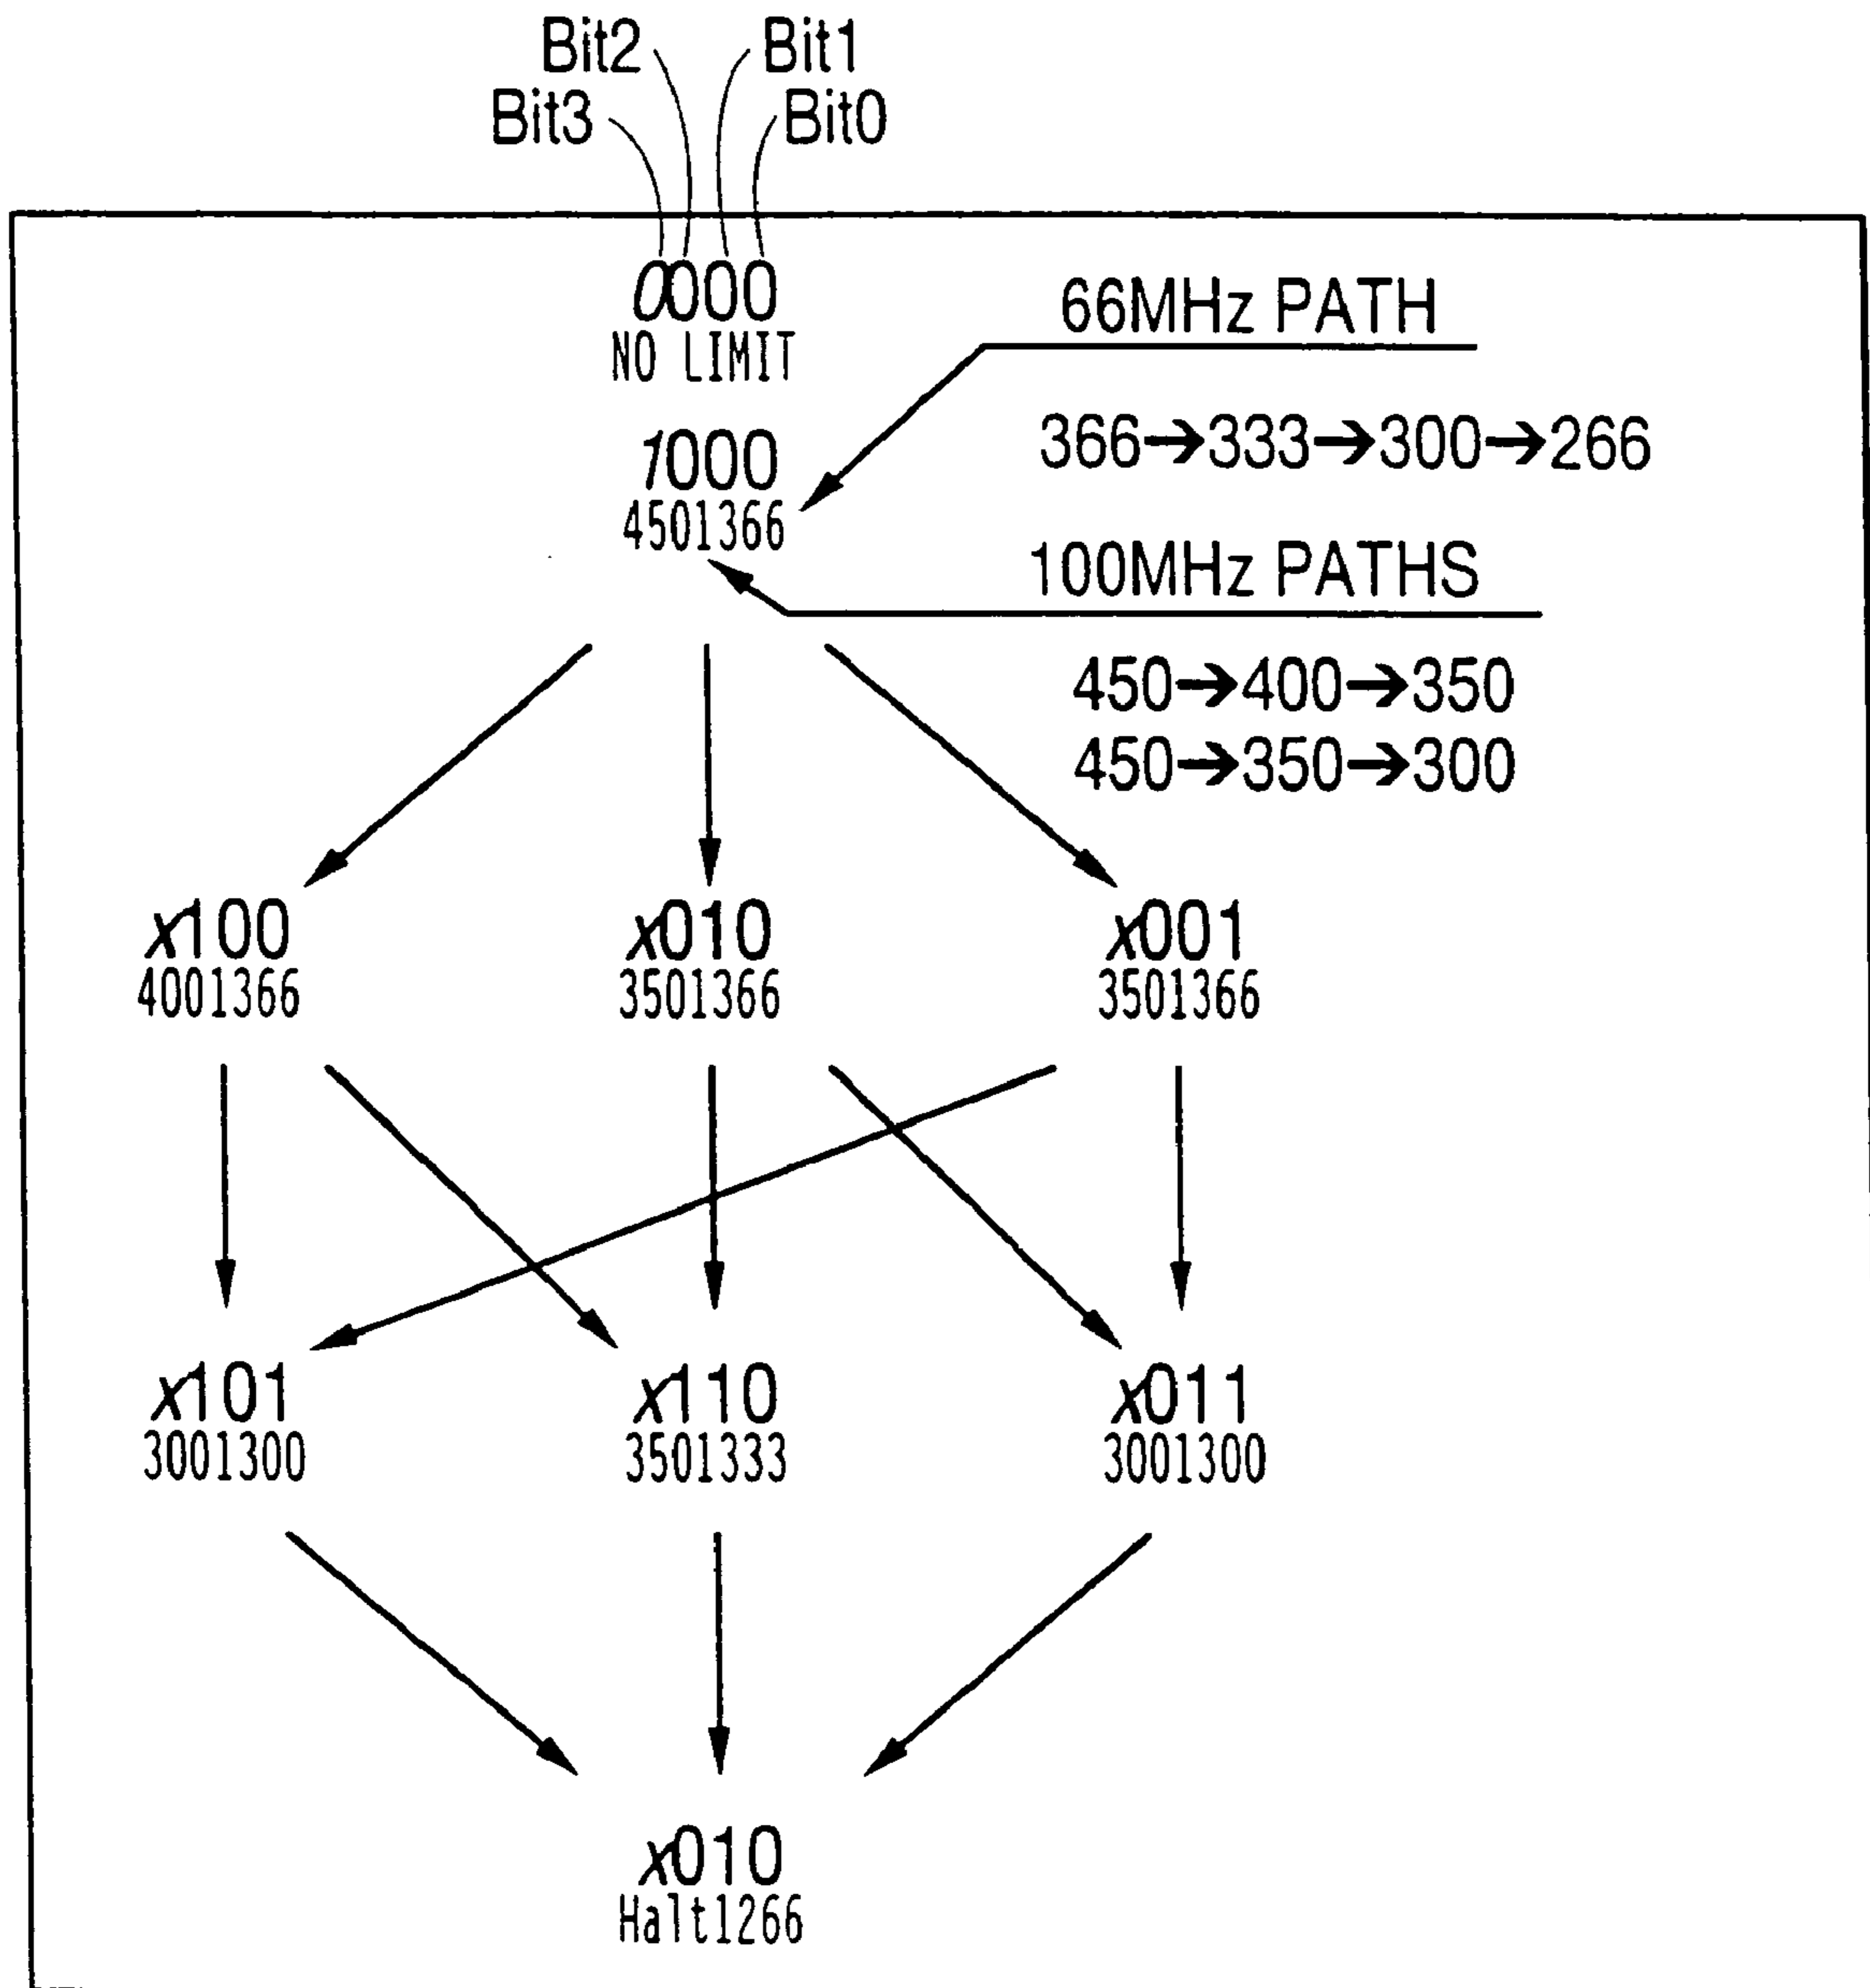 Bit2
Bit1
Bit3
Bit0
0000
NO LIMIT
66MHz PATH
366→333→300→266
1000
4501366
100MHz PATHS
450→400→350
450→350→300
x100
4001366
x010
3501366
x001
3501366
x101
3001300
x110
3501333
x011
3001300
x010
Halt1266